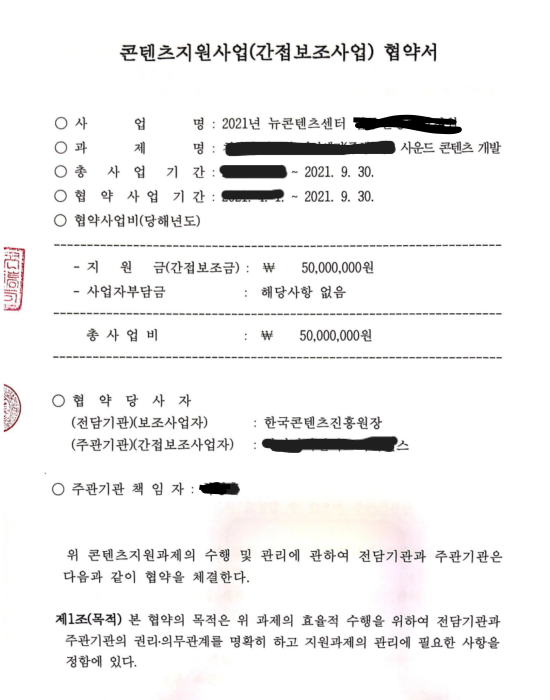 콘텐츠지원사업(간접보조사업) 협약서
○ 사 업 명 : 2021년 뉴콘텐츠센터
○ 과 제 명 : 사운드 콘텐츠 개발
○ 총 사 업 기 간 : ~ 2021. 9. 30.
○ 협 약 사 업 기 간 : ~ 2021. 9. 30.
○ 협약사업비(당해년도)
- 지 원 금(간접보조금) : ₩ 50,000,000원
- 사업자부담금 : 해당사항 없음
총 사 업 비 : ₩ 50,000,000원
○ 협 약 당 사 자
(전담기관)(보조사업자) : 한국콘텐츠진흥원장
(주관기관)(간접보조사업자) : 스
○ 주관기관 책 임 자 :
위 콘텐츠지원과제의 수행 및 관리에 관하여 전담기관과 주관기관은
다음과 같이 협약을 체결한다.
제1조(목적) 본 협약의 목적은 위 과제의 효율적 수행을 위하여 전담기관과
주관기관의 권리·의무관계를 명확히 하고 지원과제의 관리에 필요한 사항을
정함에 있다.